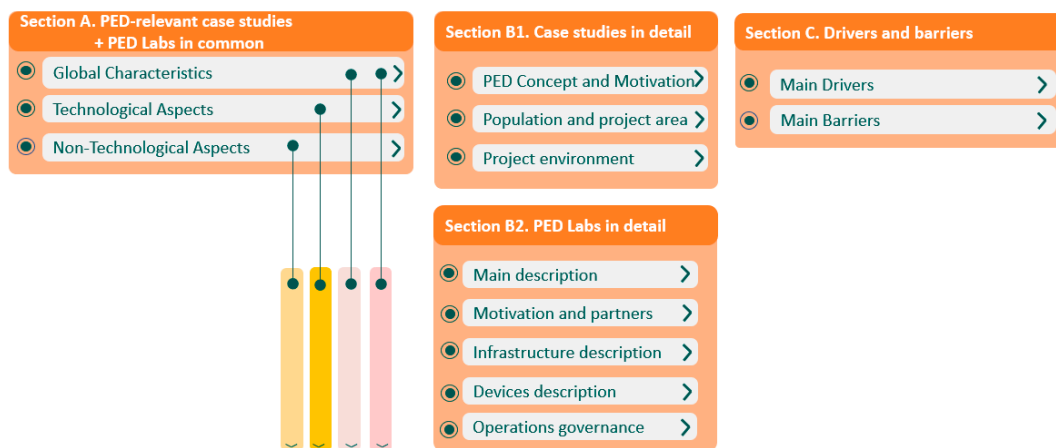 Section A. PED-relevant case studies
+ PED Labs in common
Global Characteristics
Technological Aspects
Non-Technological Aspects
Section B1. Case studies in detail
PED Concept and Motivation
Population and project area
Project environment
Section B2. PED Labs in detail
Main description
Motivation and partners
Infrastructure description
Devices description
Operations governance
Section C. Drivers and barriers
Main Drivers
Main Barriers